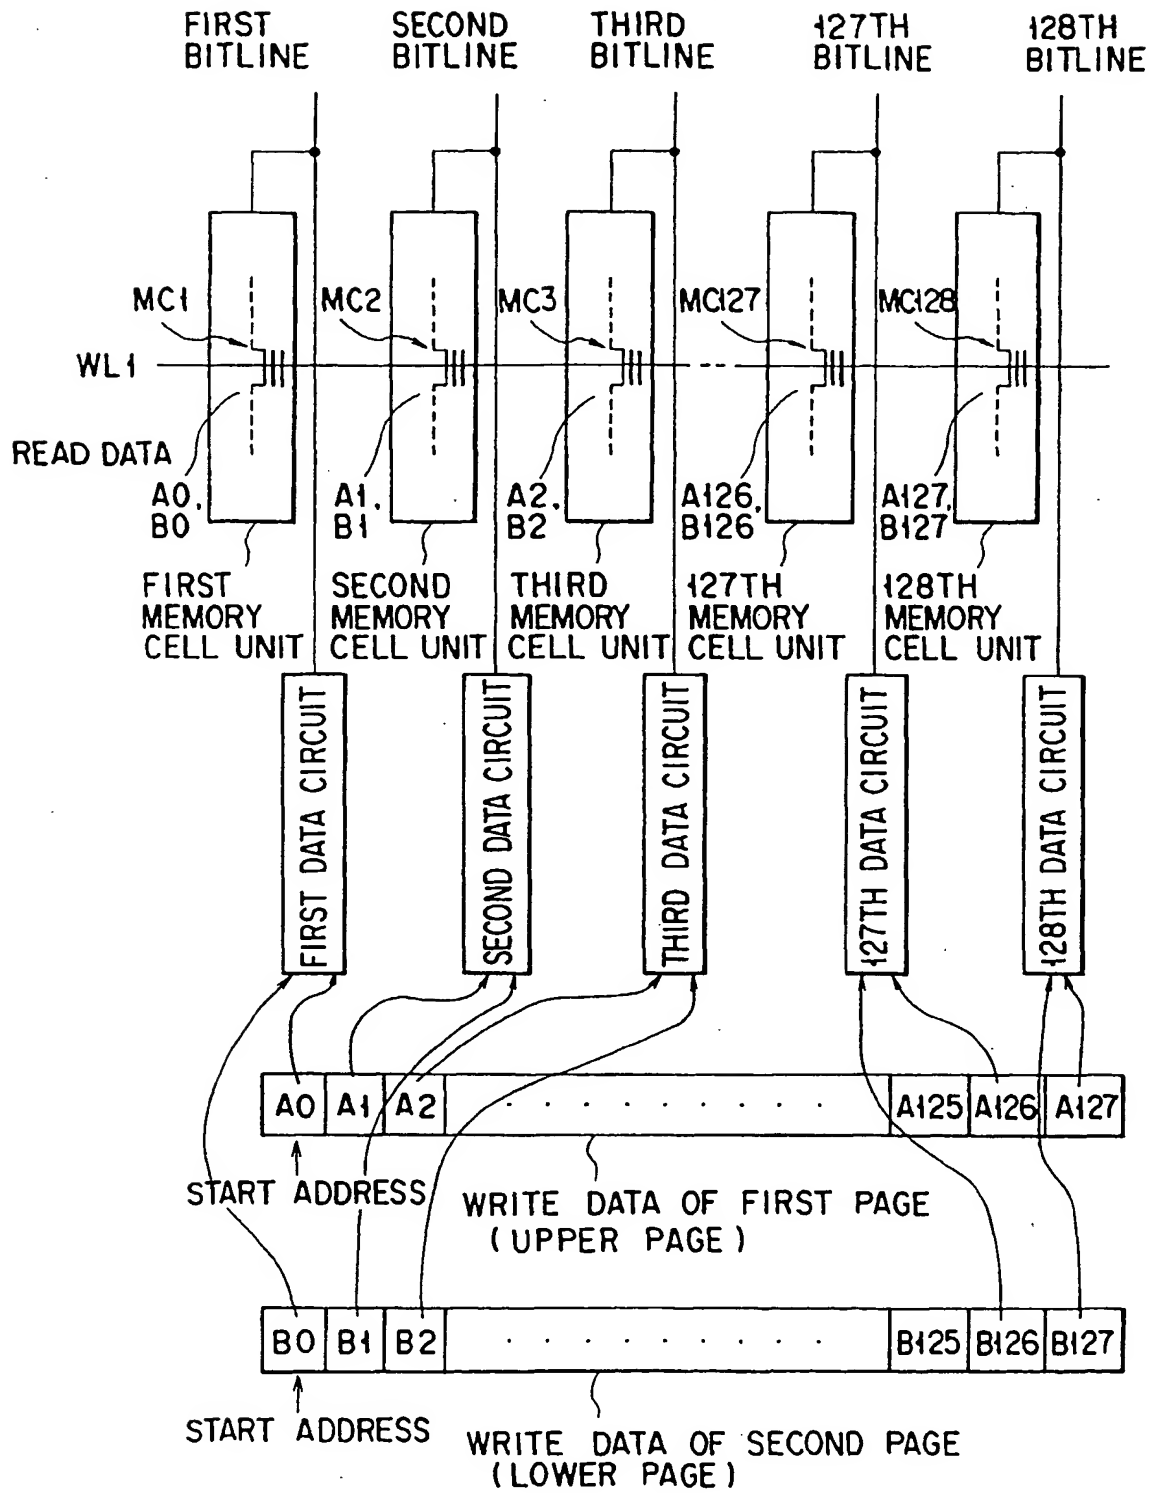 FIRST BITLINE
SECOND BITLINE
THIRD BITLINE
127TH BITLINE
128TH BITLINE
MC1
MC2
MC3
MC127
MC128
WL1
READ DATA
A0, B0
A1, B1
A2, B2
A126, B126
A127, B127
FIRST MEMORY CELL UNIT
SECOND MEMORY CELL UNIT
THIRD MEMORY CELL UNIT
127TH MEMORY CELL UNIT
128TH MEMORY CELL UNIT
FIRST DATA CIRCUIT
SECOND DATA CIRCUIT
THIRD DATA CIRCUIT
127TH DATA CIRCUIT
128TH DATA CIRCUIT
A0 A1 A2 . . . . . . . . . A125 A126 A127
START ADDRESS
WRITE DATA OF FIRST PAGE
(UPPER PAGE)
B0 B1 B2 . . . . . . . . . B125 B126 B127
START ADDRESS
WRITE DATA OF SECOND PAGE
(LOWER PAGE)